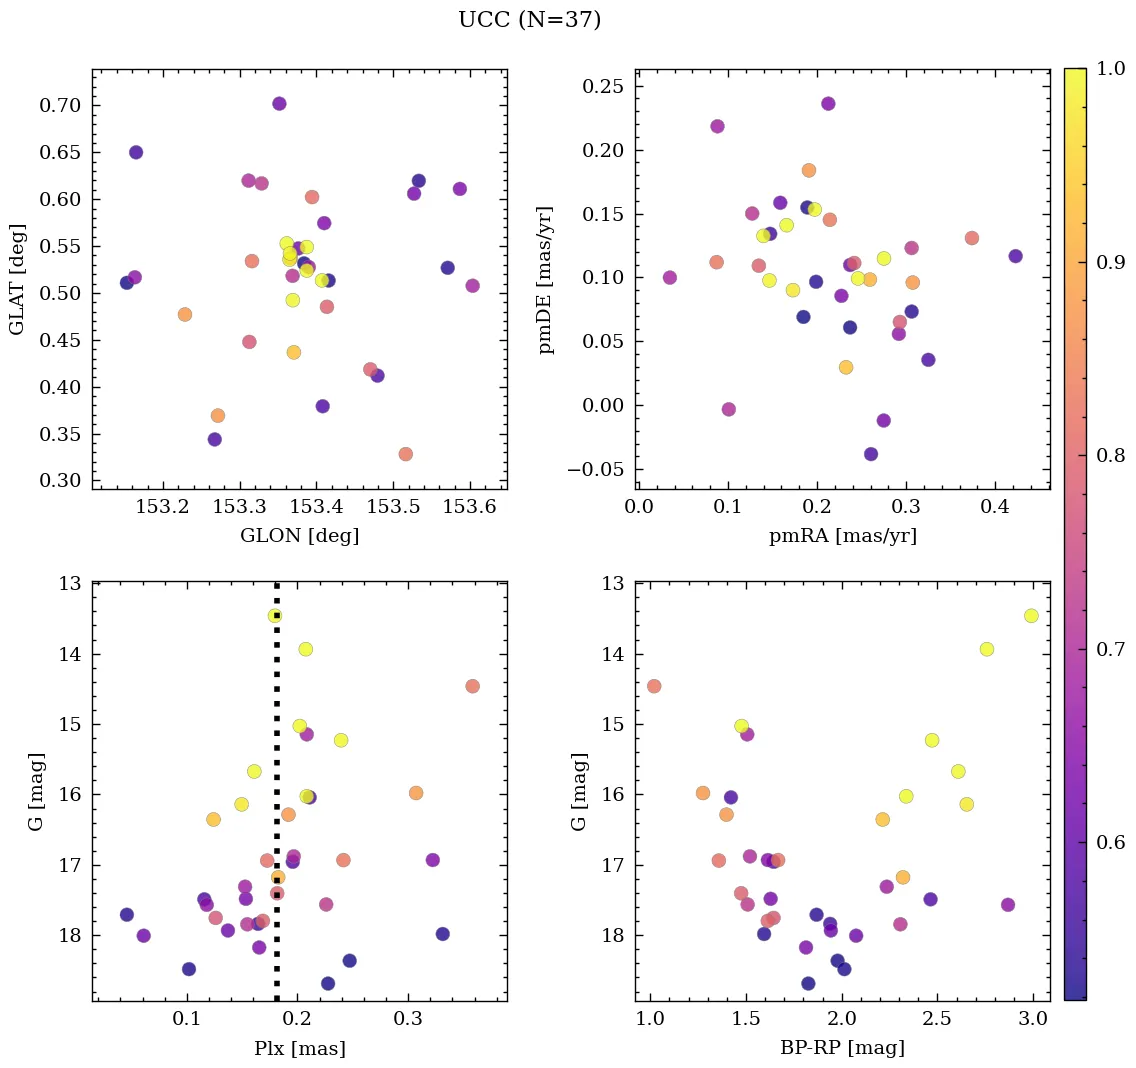 UCC (N=37)
0.70
0.65
0.60
0.55
0.50
0.45
0.40
0.35
0.30
GLAT [deg]
153.2 153.3 153.4 153.5 153.6
GLON [deg]
0.25
0.20
0.15
0.10
0.05
0.00
−0.05
pmDE [mas/yr]
0.0 0.1 0.2 0.3 0.4
pmRA [mas/yr]
13
14
15
16
17
18
G [mag]
0.1 0.2 0.3
Plx [mas]
13
14
15
16
17
18
G [mag]
1.0 1.5 2.0 2.5 3.0
BP-RP [mag]
1.0
0.9
0.8
0.7
0.6